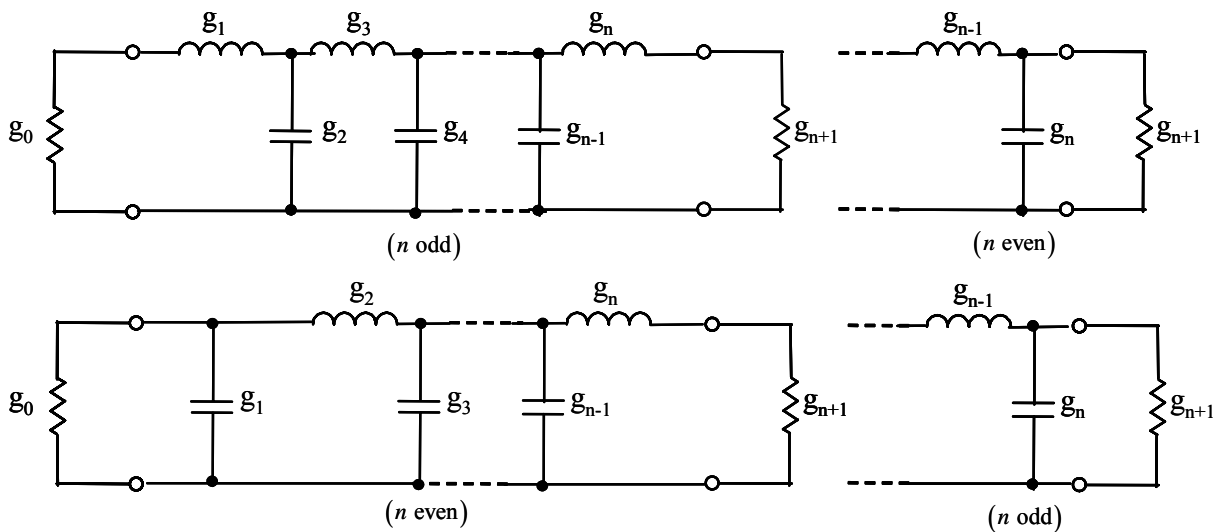 g1 g3 gn gn-1
g0 g2 g4 gn-1 gn+1 gn gn+1
(n odd) (n even)
g2 gn gn-1
g0 g1 g3 gn-1 gn+1 gn gn+1
(n even) (n odd)